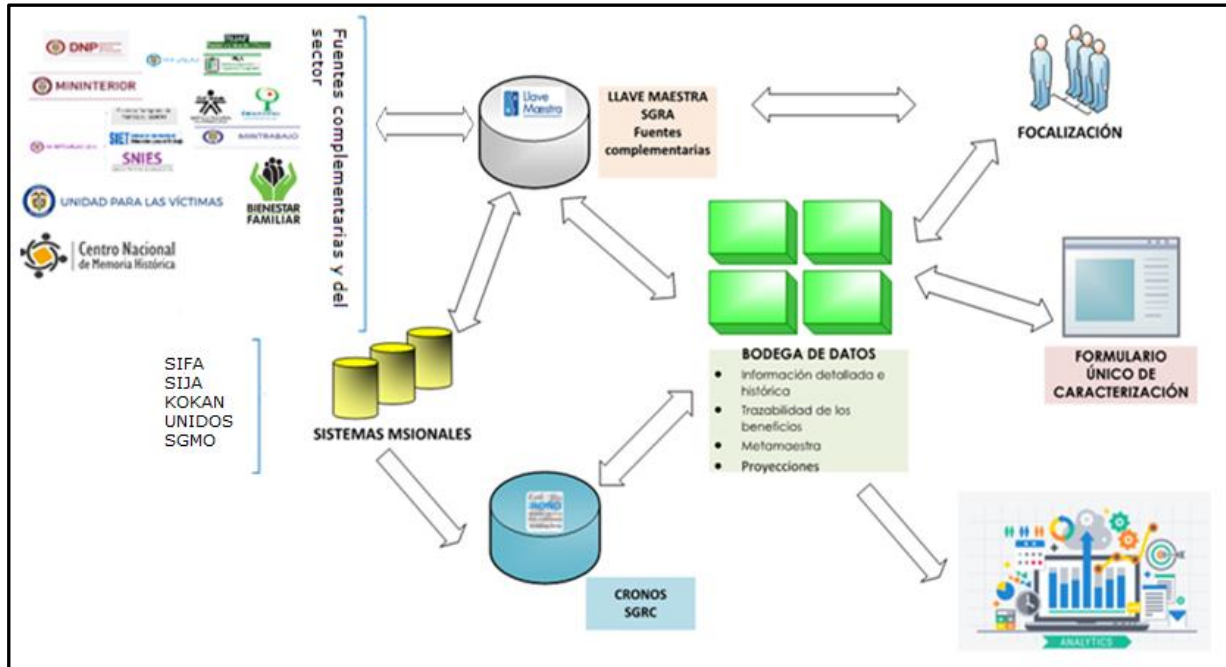 DNP
MININTERIOR
SIIET
MINTRABAJO
SNIES
UNIDAD PARA LAS VÍCTIMAS
BIENESTAR
FAMILIAR
Centro Nacional
de Memoria Histórica
Fuentes complementarias y del
sector
SIFA
SIJA
KOKAN
UNIDOS
SGMO
Llave
Maestra
LLAVE MAESTRA
SGRA
Fuentes
complementarias
SISTEMAS MSIONALES
CRONOS
SGRC
BODEGA DE DATOS
• Información detallada e
histórica
• Trazabilidad de los
beneficios
• Metamaestra
• Proyecciones
FOCALIZACIÓN
FORMULARIO
ÚNICO DE
CARACTERIZACIÓN
ANALYTICS